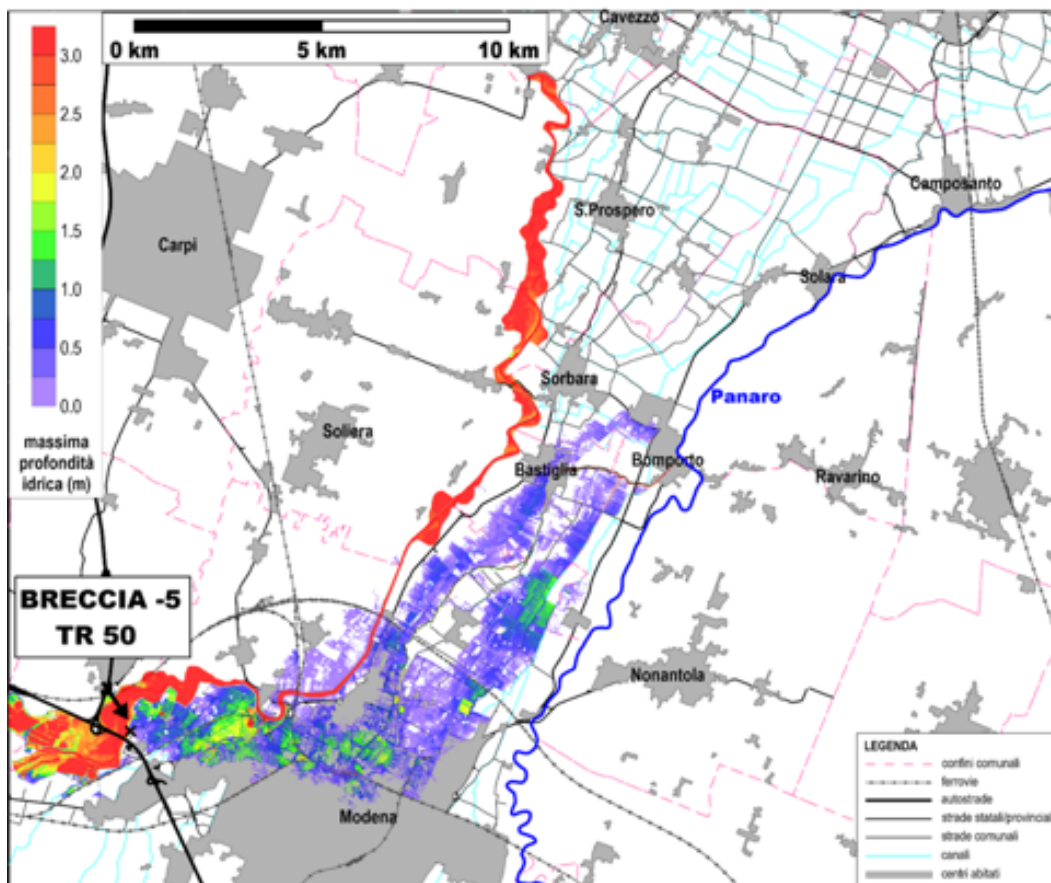 3.0
2.5
2.0
1.5
1.0
0.5
0.0
massima
profondità
idrica (m)
0 km
5 km
10 km
Cavezzo
Camposanto
S.Prospero
Carpi
Solara
Sorbara
Panaro
Soliera
Bastiglia
Bomporto
Ravarino
BRECCIA -5
TR 50
Nonantola
Modena
LEGENDA
confini comunali
ferrovie
autostrade
strade statali/provinciali
strade comunali
canali
centri abitati